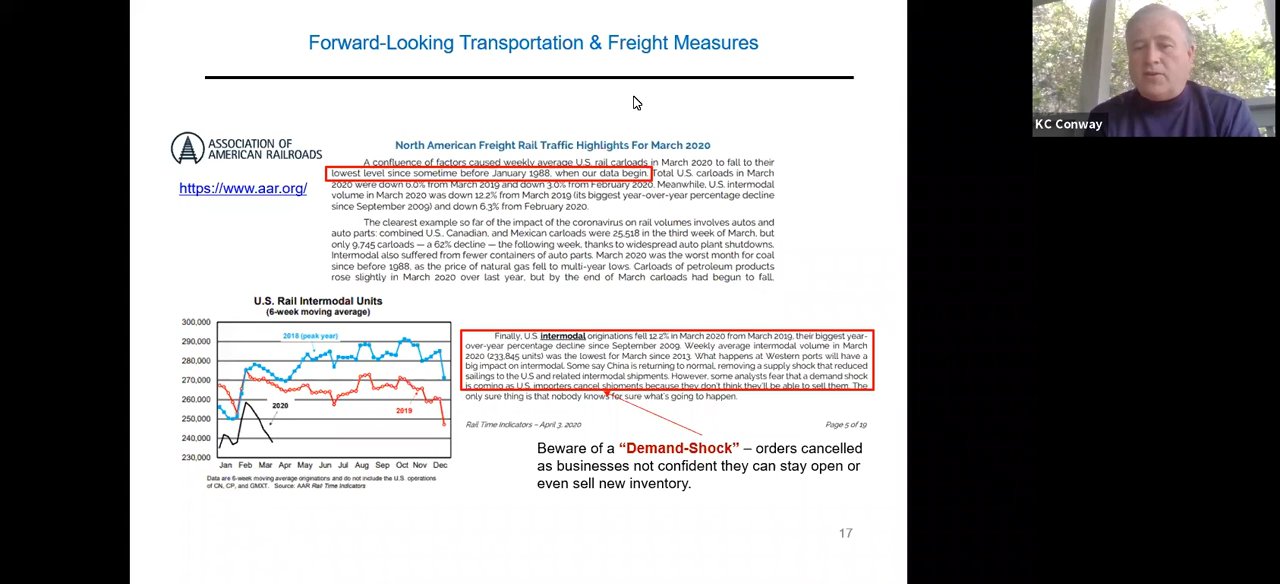 Forward-Looking Transportation & Freight Measures
KC Conway
ASSOCIATION OF
AMERICAN RAILROADS
https://www.aar.org/
North American Freight Rail Traffic Highlights For March 2020
A confluence of factors caused weekly average U.S. rail carloads in March 2020 to fall to their
lowest level since sometime before January 1988, when our data begin. Total U.S. carloads in March
2020 were down 6.0% from March 2019 and down 3.0% from February 2020. Meanwhile, U.S. intermodal
volume in March 2020 was down 12.2% from March 2019 (its biggest year-over-year percentage decline
since September 2009) and down 6.3% from February 2020.
The clearest example so far of the impact of the coronavirus on rail volumes involves autos and
auto parts: combined U.S., Canadian, and Mexican carloads were 25,518 in the third week of March, but
only 9,745 carloads — a 62% decline — the following week, thanks to widespread auto plant shutdowns.
Intermodal also suffered from fewer containers of auto parts. March 2020 was the worst month for coal
since before 1988, as the price of natural gas fell to multi-year lows. Carloads of petroleum products
rose slightly in March 2020 over last year, but by the end of March carloads had begun to fall.
U.S. Rail Intermodal Units
(6-week moving average)
300,000
290,000
280,000
270,000
260,000
250,000
240,000
230,000
2018 (peak year)
2020
2019
Jan Feb Mar Apr May Jun Jul Aug Sep Oct Nov Dec
Data are 6-week moving average originations and do not include the U.S. operations
of CN, CP, and GMXT. Source: AAR Rail Time Indicators
Finally, U.S. intermodal originations fell 12.2% in March 2020 from March 2019, their biggest year-
over-year percentage decline since September 2009. Weekly average intermodal volume in March
2020 (233,845 units) was the lowest for March since 2013. What happens at Western ports will have a
big impact on intermodal. Some say China is returning to normal, removing a supply shock that reduced
sailings to the U.S and related intermodal shipments. However, some analysts fear that a demand shock
is coming as U.S. importers cancel shipments because they don't think they'll be able to sell them. The
only sure thing is that nobody knows for sure what's going to happen.
Rail Time Indicators – April 3, 2020
Page 5 of 19
Beware of a “Demand-Shock” – orders cancelled
as businesses not confident they can stay open or
even sell new inventory.
17